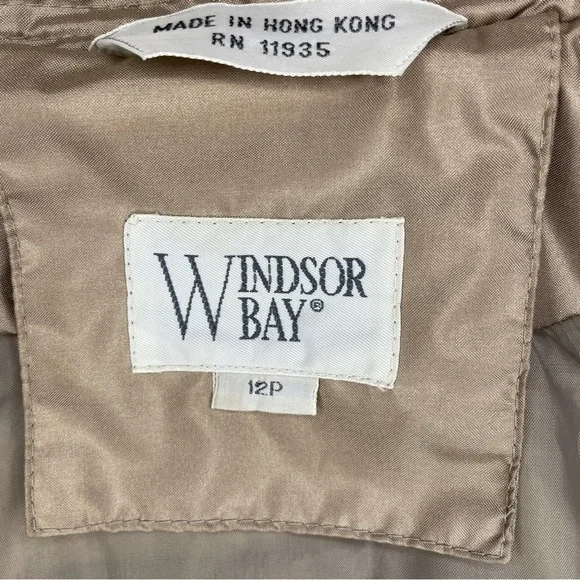 MADE IN HONG KONG
RN 11935
WINDSOR
BAY®
12P